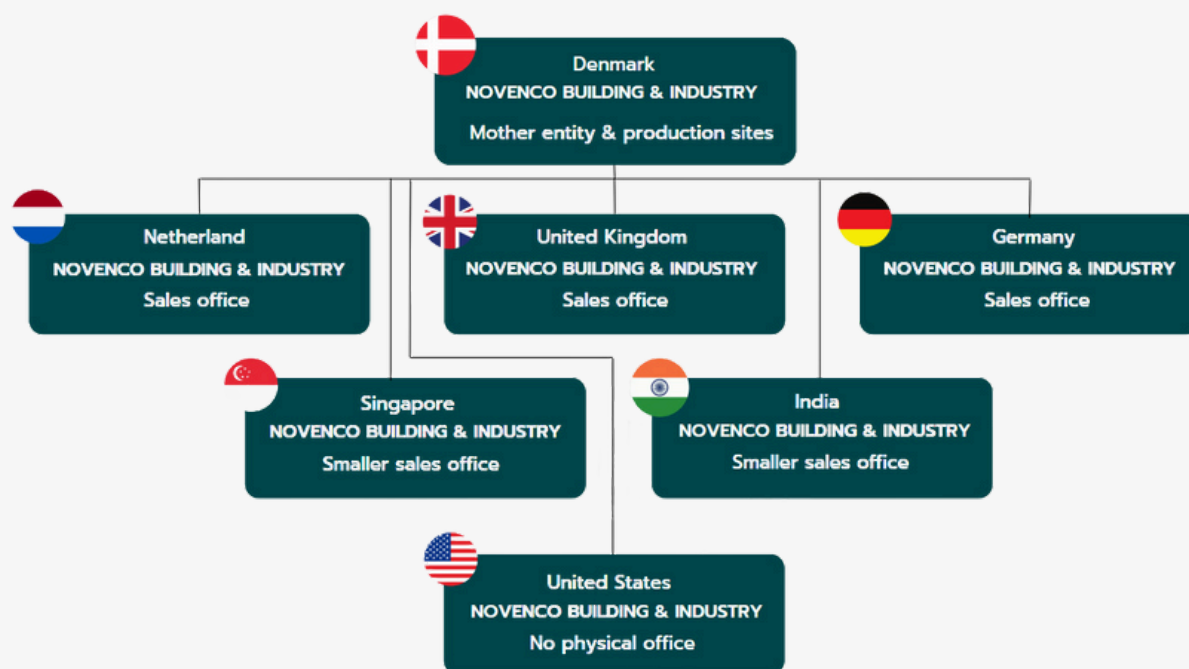 Denmark
NOVENCO BUILDING & INDUSTRY
Mother entity & production sites
Netherland
NOVENCO BUILDING & INDUSTRY
Sales office
United Kingdom
NOVENCO BUILDING & INDUSTRY
Sales office
Germany
NOVENCO BUILDING & INDUSTRY
Sales office
Singapore
NOVENCO BUILDING & INDUSTRY
Smaller sales office
India
NOVENCO BUILDING & INDUSTRY
Smaller sales office
United States
NOVENCO BUILDING & INDUSTRY
No physical office